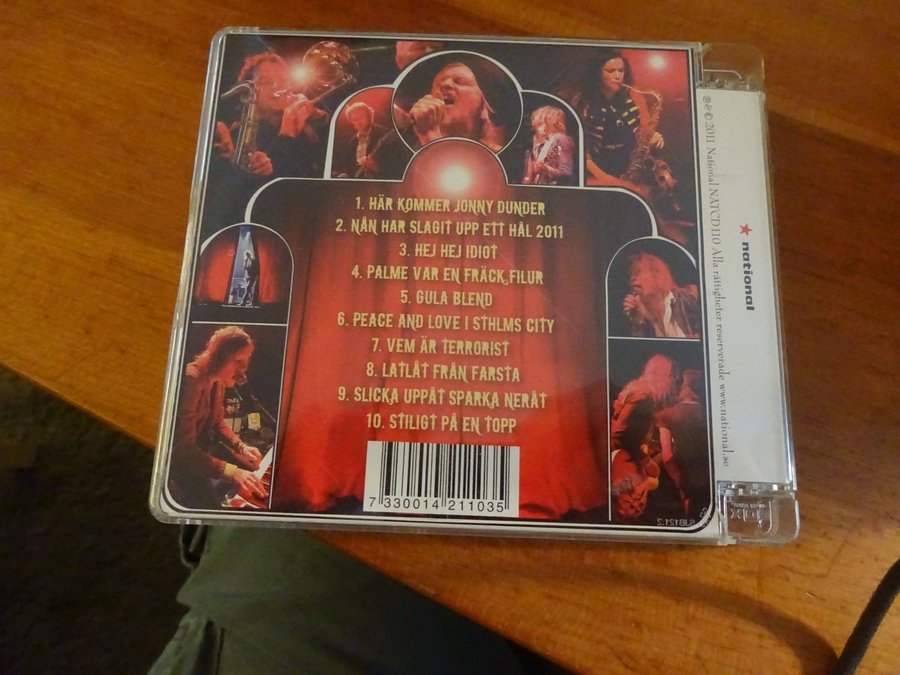 1. HÄR KOMMER JONNY DUNDER
2. NÅN HAR SLAGIT UPP ETT HÅL 2011
3. HEJ HEJ IDIOT
4. PALME VAR EN FRÄCK FILUR
5. GULA BLEND
6. PEACE AND LOVE I STHLMS CITY
7. VEM ÄR TERRORIST
8. LATLÅT FRÅN FARSTA
9. SLICKA UPPÅT SPARKA NERÅT
10. STILIGT PÅ EN TOPP
7 330014 211035
national
℗ & © 2011 National NATCD110 Alla rättigheter reserverade www.national.se